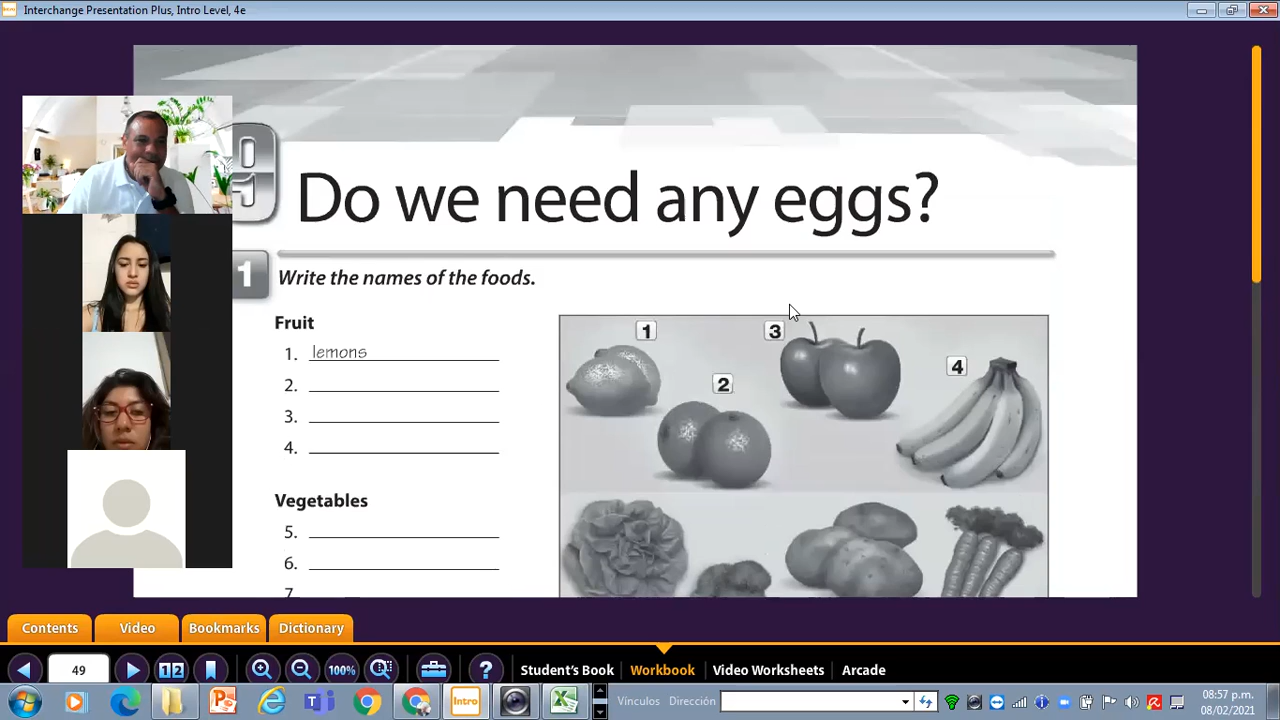 Interchange Presentation Plus, Intro Level, 4e
Do we need any eggs?
1 Write the names of the foods.
Fruit
1. lemons
2.
3.
4.
Vegetables
5.
6.
7.
1
2
3
4
Contents
Video
Bookmarks
Dictionary
49
12
100%
?
Student's Book
Workbook
Video Worksheets
Arcade
Intro
Vínculos
Dirección
08:57 p.m.
08/02/2021